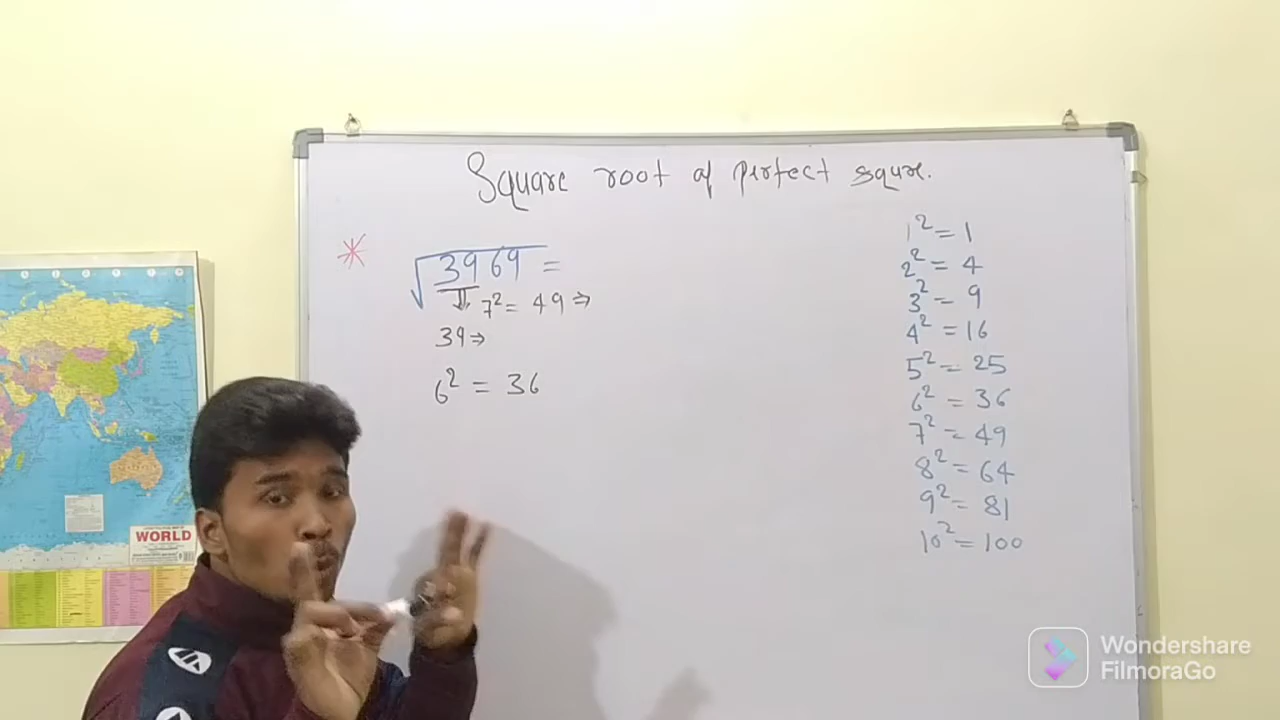 Square root of perfect squre.
*
√3969 =
7² = 49 ⇒
39 ⇒
6² = 36
1² = 1
2² = 4
3² = 9
4² = 16
5² = 25
6² = 36
7² = 49
8² = 64
9² = 81
10² = 100
WORLD
Wondershare
FilmoraGo